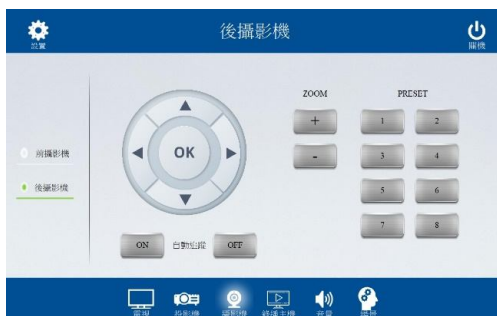 後攝影機
設置
關機
ZOOM
PRESET
+
1
2
前攝影機
OK
-
3
4
後攝影機
5
6
ON
自動追蹤
OFF
7
8
電視
投影機
攝影機
錄播主機
音量
場景